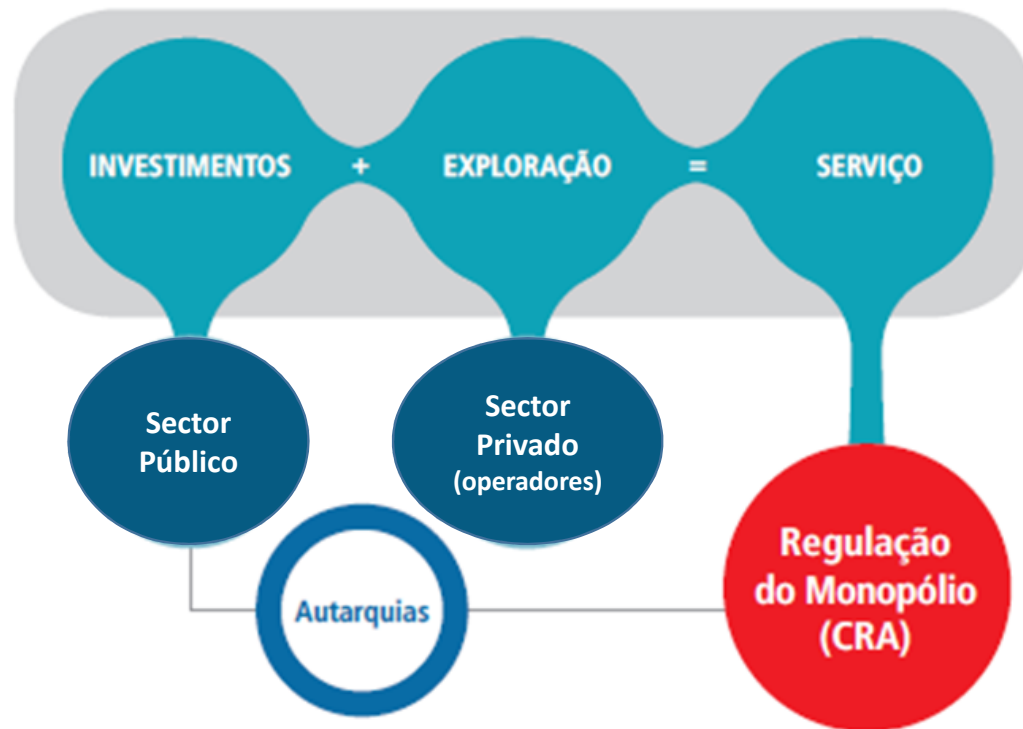 INVESTIMENTOS + EXPLORAÇÃO = SERVIÇO
Sector
Público
Sector
Privado
(operadores)
Autarquias
Regulação
do Monopólio
(CRA)